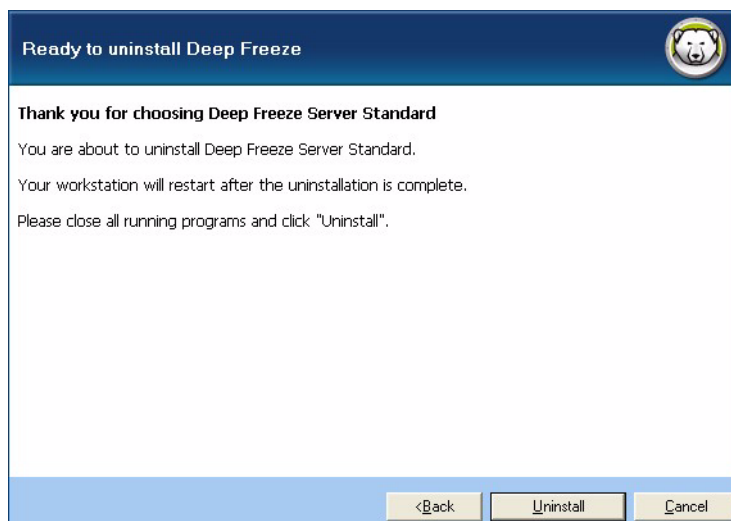 Ready to uninstall Deep Freeze
Thank you for choosing Deep Freeze Server Standard
You are about to uninstall Deep Freeze Server Standard.
Your workstation will restart after the uninstallation is complete.
Please close all running programs and click "Uninstall".
<Back Uninstall Cancel